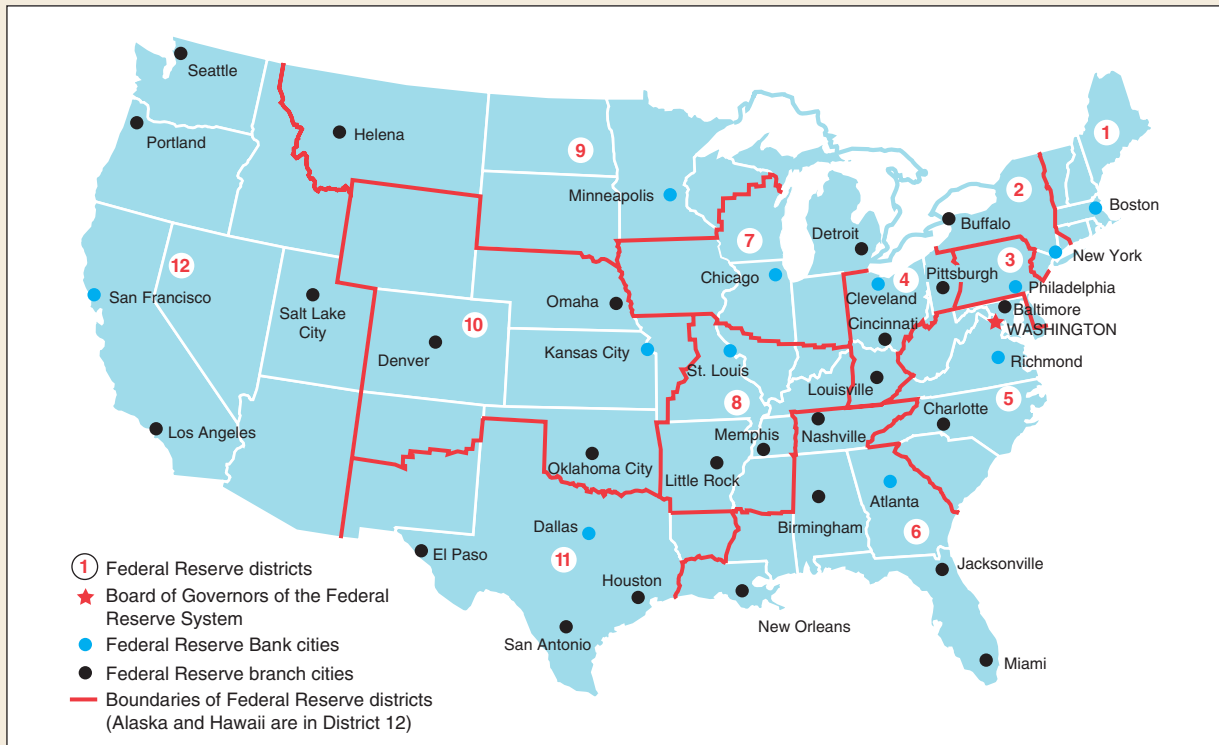 Seattle
Portland
Helena
9
1
Minneapolis
2
Boston
Buffalo
7
Detroit
New York
12
3
4
Pittsburgh
Chicago
San Francisco
Cleveland
Philadelphia
Omaha
Salt Lake
City
Baltimore
10
Cincinnati
WASHINGTON
Kansas City
Denver
St. Louis
Richmond
Louisville
8
5
Charlotte
Los Angeles
Memphis
Nashville
Oklahoma City
Little Rock
Atlanta
Dallas
Birmingham
6
El Paso
11
Jacksonville
Houston
New Orleans
San Antonio
Miami
1 Federal Reserve districts
Board of Governors of the Federal
Reserve System
Federal Reserve Bank cities
Federal Reserve branch cities
Boundaries of Federal Reserve districts
(Alaska and Hawaii are in District 12)